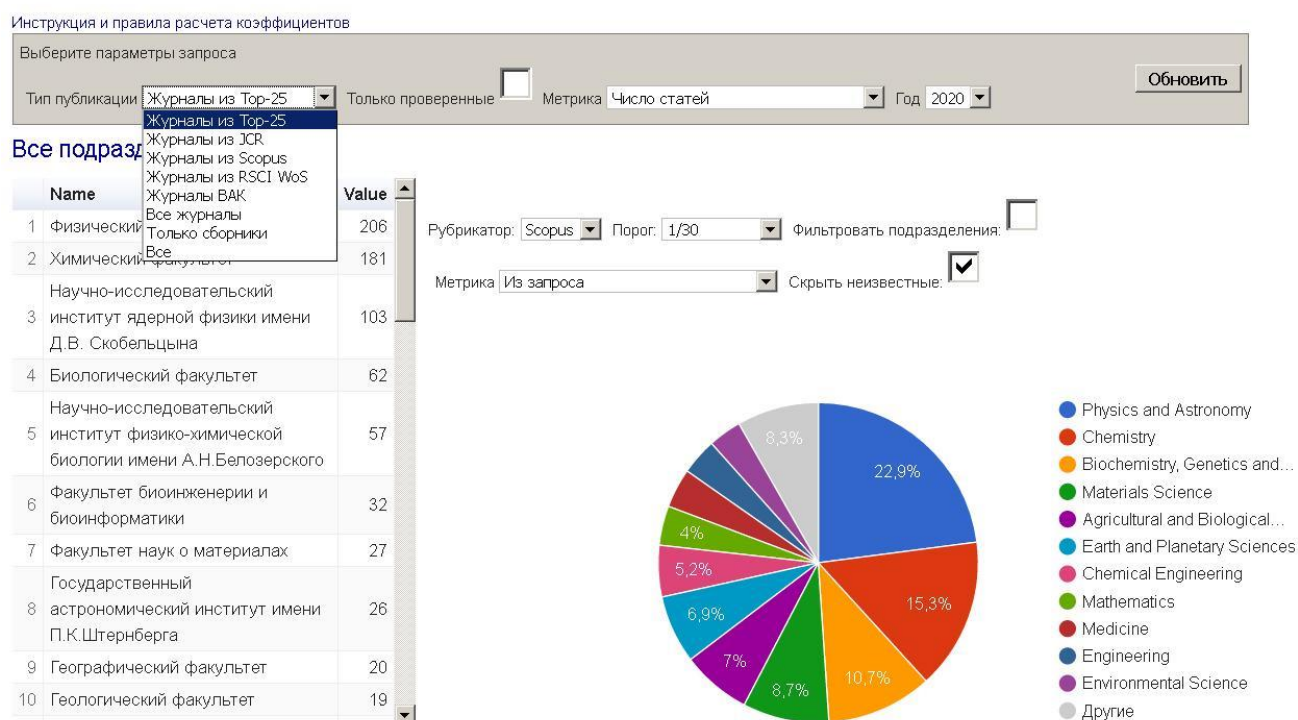 Инструкция и правила расчета коэффициентов
Выберите параметры запроса
Тип публикации Журналы из Top-25 Только проверенные Метрика Число статей Год 2020 Обновить
Журналы из Top-25
Журналы из JCR
Журналы из Scopus
Журналы из RSCI WoS
Журналы ВАК
Все журналы
Только сборники
Все
Все подразд
Name Value
1 Физический 206
2 Химический факультет 181
3 Научно-исследовательский
институт ядерной физики имени
Д.В. Скобельцына
103
4 Биологический факультет 62
5 Научно-исследовательский
институт физико-химической
биологии имени А.Н.Белозерского
57
6 Факультет биоинженерии и
биоинформатики
32
7 Факультет наук о материалах 27
8 Государственный
астрономический институт имени
П.К.Штернберга
26
9 Географический факультет 20
10 Геологический факультет 19
Рубрикатор: Scopus Порог: 1/30 Фильтровать подразделения:
Метрика Из запроса Скрыть неизвестные:
8,3%
22,9%
4%
5,2%
15,3%
6,9%
7%
10,7%
8,7%
Physics and Astronomy
Chemistry
Biochemistry, Genetics and...
Materials Science
Agricultural and Biological...
Earth and Planetary Sciences
Chemical Engineering
Mathematics
Medicine
Engineering
Environmental Science
Другие